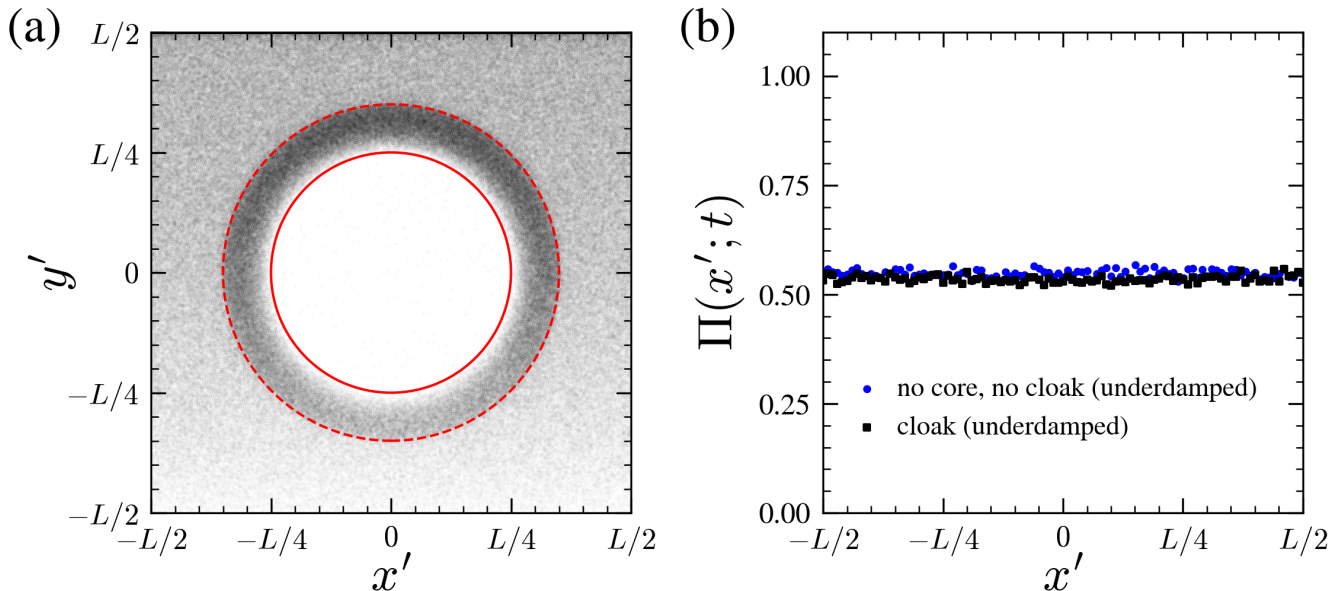 (a)
L/2
L/4
0
−L/4
−L/2
y′
−L/2
−L/4
0
L/4
L/2
x′
(b)
1.00
0.75
0.50
0.25
0.00
Π(x′; t)
no core, no cloak (underdamped)
cloak (underdamped)
−L/2
−L/4
0
L/4
L/2
x′